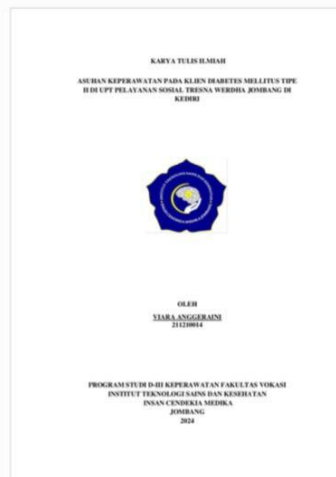 KARYA TULIS ILMIAH
ASUHAN KEPERAWATAN PADA KLIEN DIABETES MELLITUS TIPE
II DI UPT PELAYANAN SOSIAL TRESNA WERDHA JOMBANG DI
KEDIRI
OLEH
VIARA ANGGERAINI
211210014
PROGRAM STUDI D-III KEPERAWATAN FAKULTAS VOKASI
INSTITUT TEKNOLOGI SAINS DAN KESEHATAN
INSAN CENDEKIA MEDIKA
JOMBANG
2024